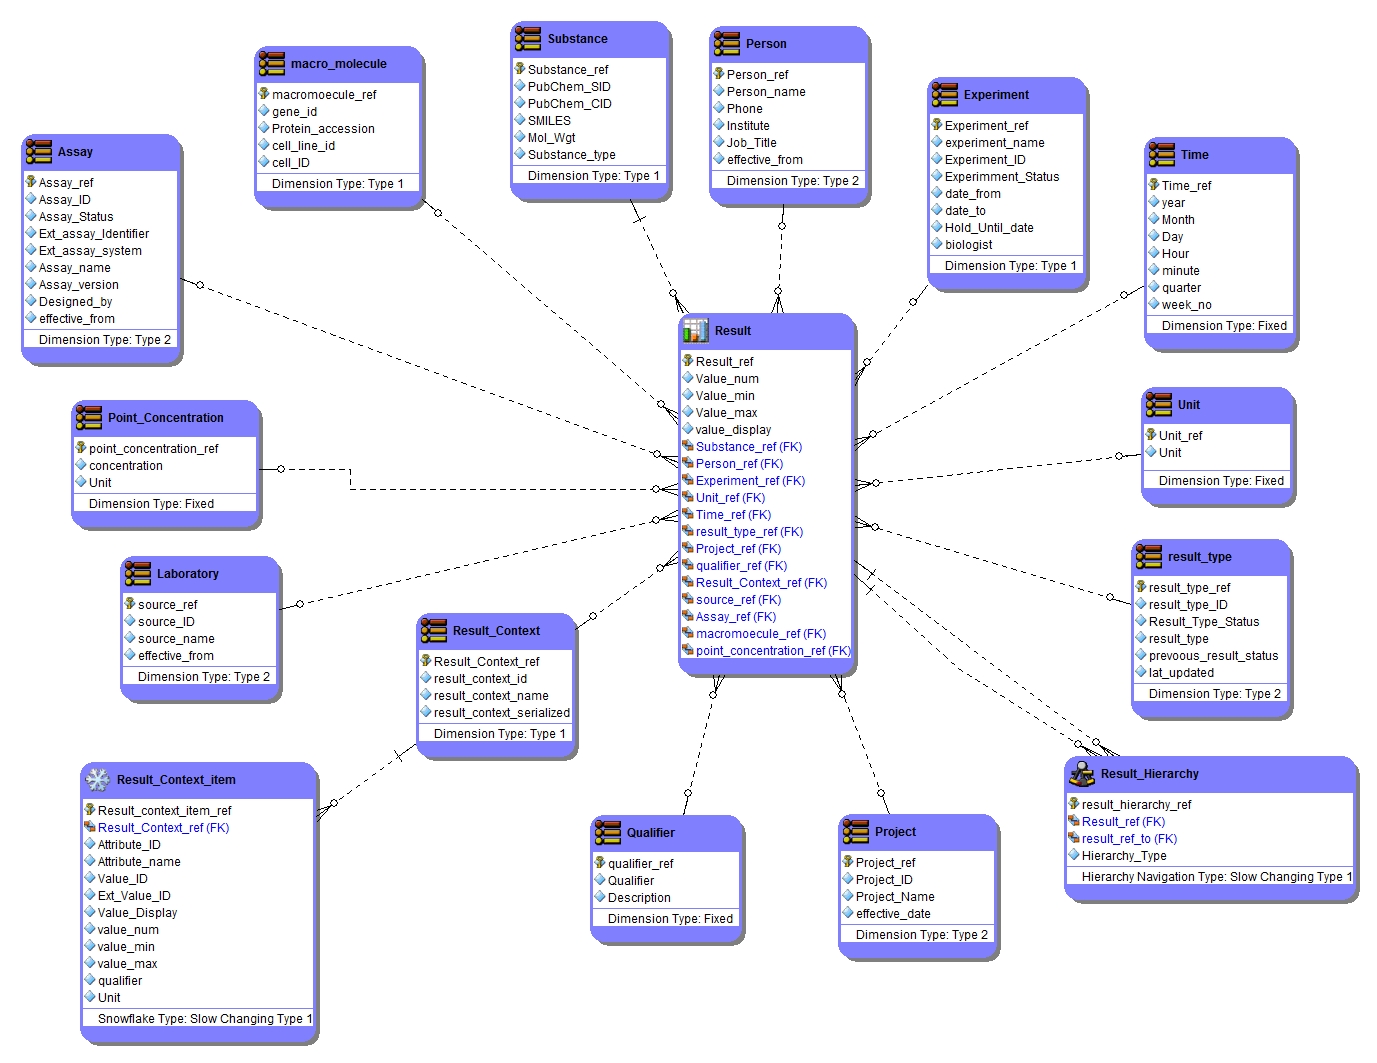 Substance
Substance_ref
PubChem_SID
PubChem_CID
SMILES
Mol_Wgt
Substance_type
Dimension Type: Type 1
Person
Person_ref
Person_name
Phone
Institute
Job_Title
effective_from
Dimension Type: Type 2
macro_molecule
macromoecule_ref
gene_id
Protein_accession
cell_line_id
cell_ID
Dimension Type: Type 1
Experiment
Experiment_ref
experiment_name
Experiment_ID
Experimment_Status
date_from
date_to
Hold_Until_date
biologist
Dimension Type: Type 1
Assay
Assay_ref
Assay_ID
Assay_Status
Ext_assay_Identifier
Ext_assay_system
Assay_name
Assay_version
Designed_by
effective_from
Dimension Type: Type 2
Time
Time_ref
year
Month
Day
Hour
minute
quarter
week_no
Dimension Type: Fixed
Result
Result_ref
Value_num
Value_min
Value_max
value_display
Substance_ref (FK)
Person_ref (FK)
Experiment_ref (FK)
Unit_ref (FK)
Time_ref (FK)
result_type_ref (FK)
Project_ref (FK)
qualifier_ref (FK)
Result_Context_ref (FK)
source_ref (FK)
Assay_ref (FK)
macromoecule_ref (FK)
point_concentration_ref (FK)
Point_Concentration
point_concentration_ref
concentration
Unit
Dimension Type: Fixed
Unit
Unit_ref
Unit
Dimension Type: Fixed
Laboratory
source_ref
source_ID
source_name
effective_from
Dimension Type: Type 2
result_type
result_type_ref
result_type_ID
Result_Type_Status
result_type
prevoous_result_status
lat_updated
Dimension Type: Type 2
Result_Context
Result_Context_ref
result_context_id
result_context_name
result_context_serialized
Dimension Type: Type 1
Result_Context_item
Result_context_item_ref
Result_Context_ref (FK)
Attribute_ID
Attribute_name
Value_ID
Ext_Value_ID
Value_Display
value_num
value_min
value_max
qualifier
Unit
Snowflake Type: Slow Changing Type 1
Result_Hierarchy
result_hierarchy_ref
Result_ref (FK)
result_ref_to (FK)
Hierarchy_Type
Hierarchy Navigation Type: Slow Changing Type 1
Qualifier
qualifier_ref
Qualifier
Description
Dimension Type: Fixed
Project
Project_ref
Project_ID
Project_Name
effective_date
Dimension Type: Type 2